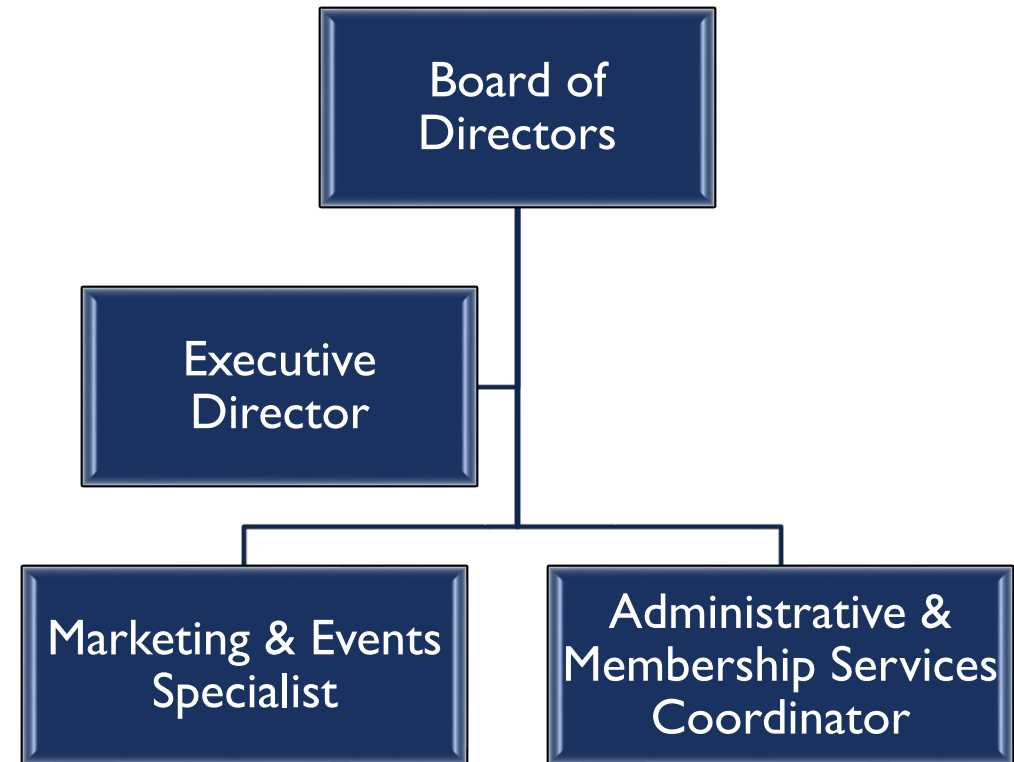 Board of
Directors
Executive
Director
Marketing & Events
Specialist
Administrative &
Membership Services
Coordinator